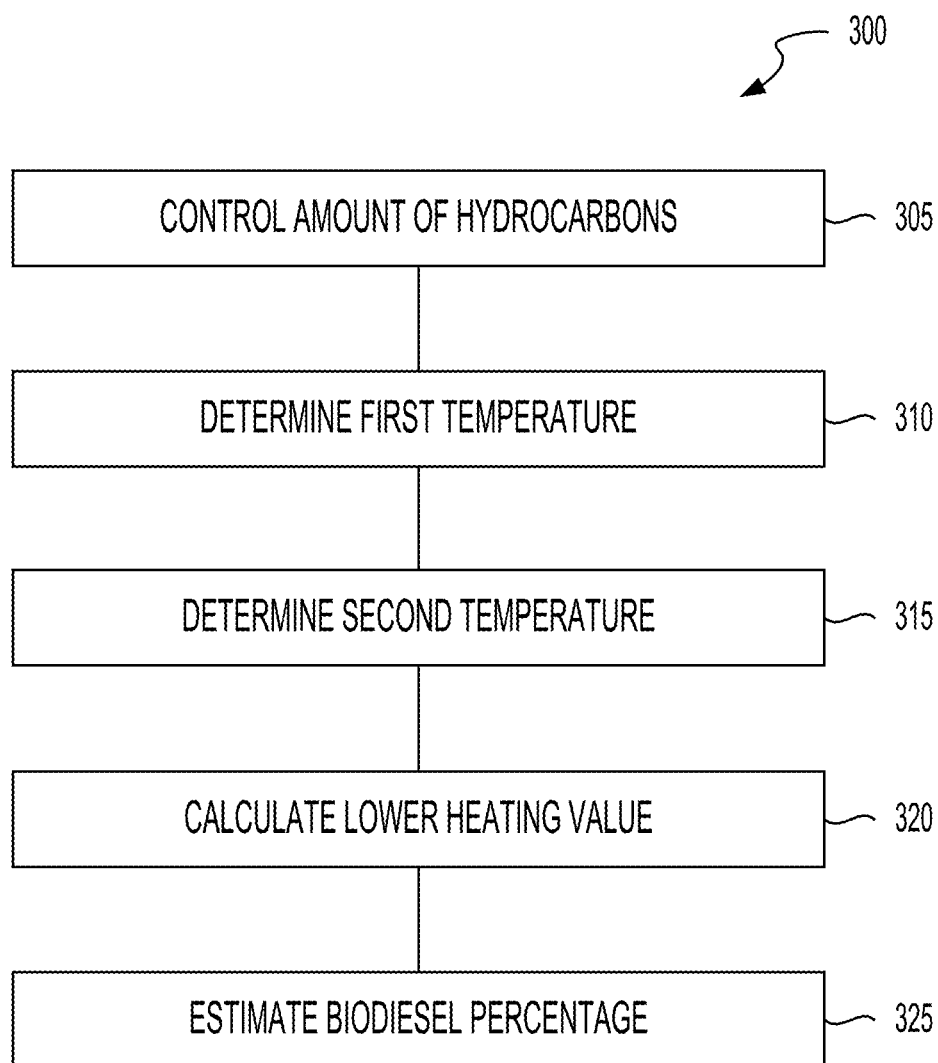 300
CONTROL AMOUNT OF HYDROCARBONS 305
DETERMINE FIRST TEMPERATURE 310
DETERMINE SECOND TEMPERATURE 315
CALCULATE LOWER HEATING VALUE 320
ESTIMATE BIODIESEL PERCENTAGE 325